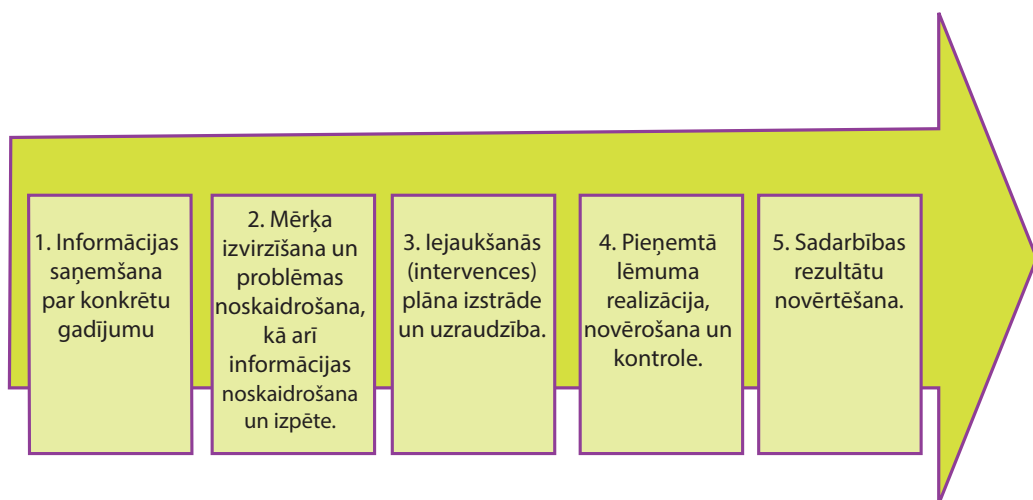 1. Informācijas
saņemšana
par konkrētu
gadījumu
2. Mērķa
izvirzīšana un
problēmas
noskaidrošana,
kā arī
informācijas
noskaidrošana
un izpēte.
3. Iejaukšanās
(intervences)
plāna izstrāde
un uzraudzība.
4. Pieņemtā
lēmuma
realizācija,
novērošana un
kontrole.
5. Sadarbības
rezultātu
novērtēšana.